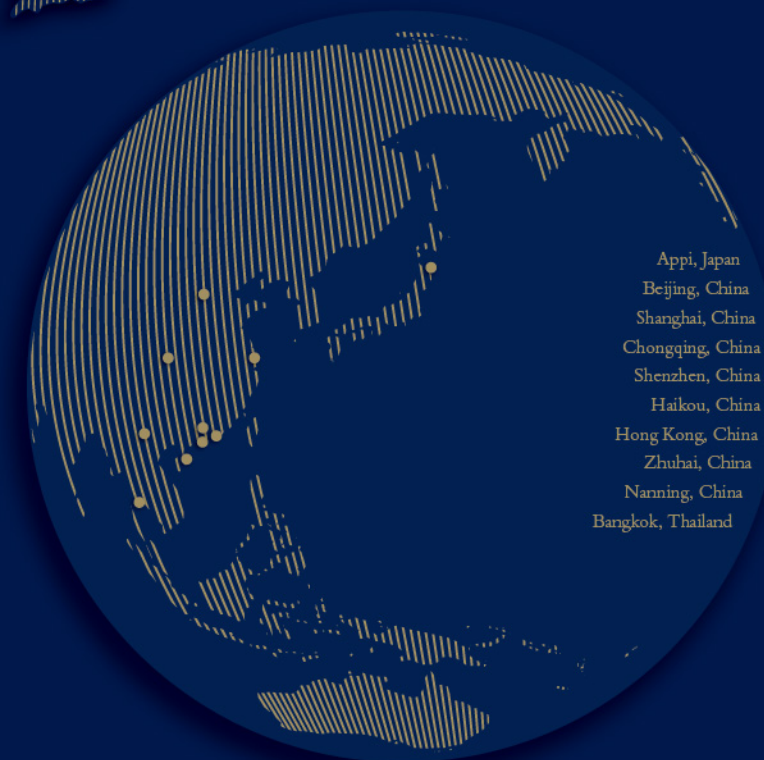 Appi, Japan
Beijing, China
Shanghai, China
Chongqing, China
Shenzhen, China
Haikou, China
Hong Kong, China
Zhuhai, China
Nanning, China
Bangkok, Thailand